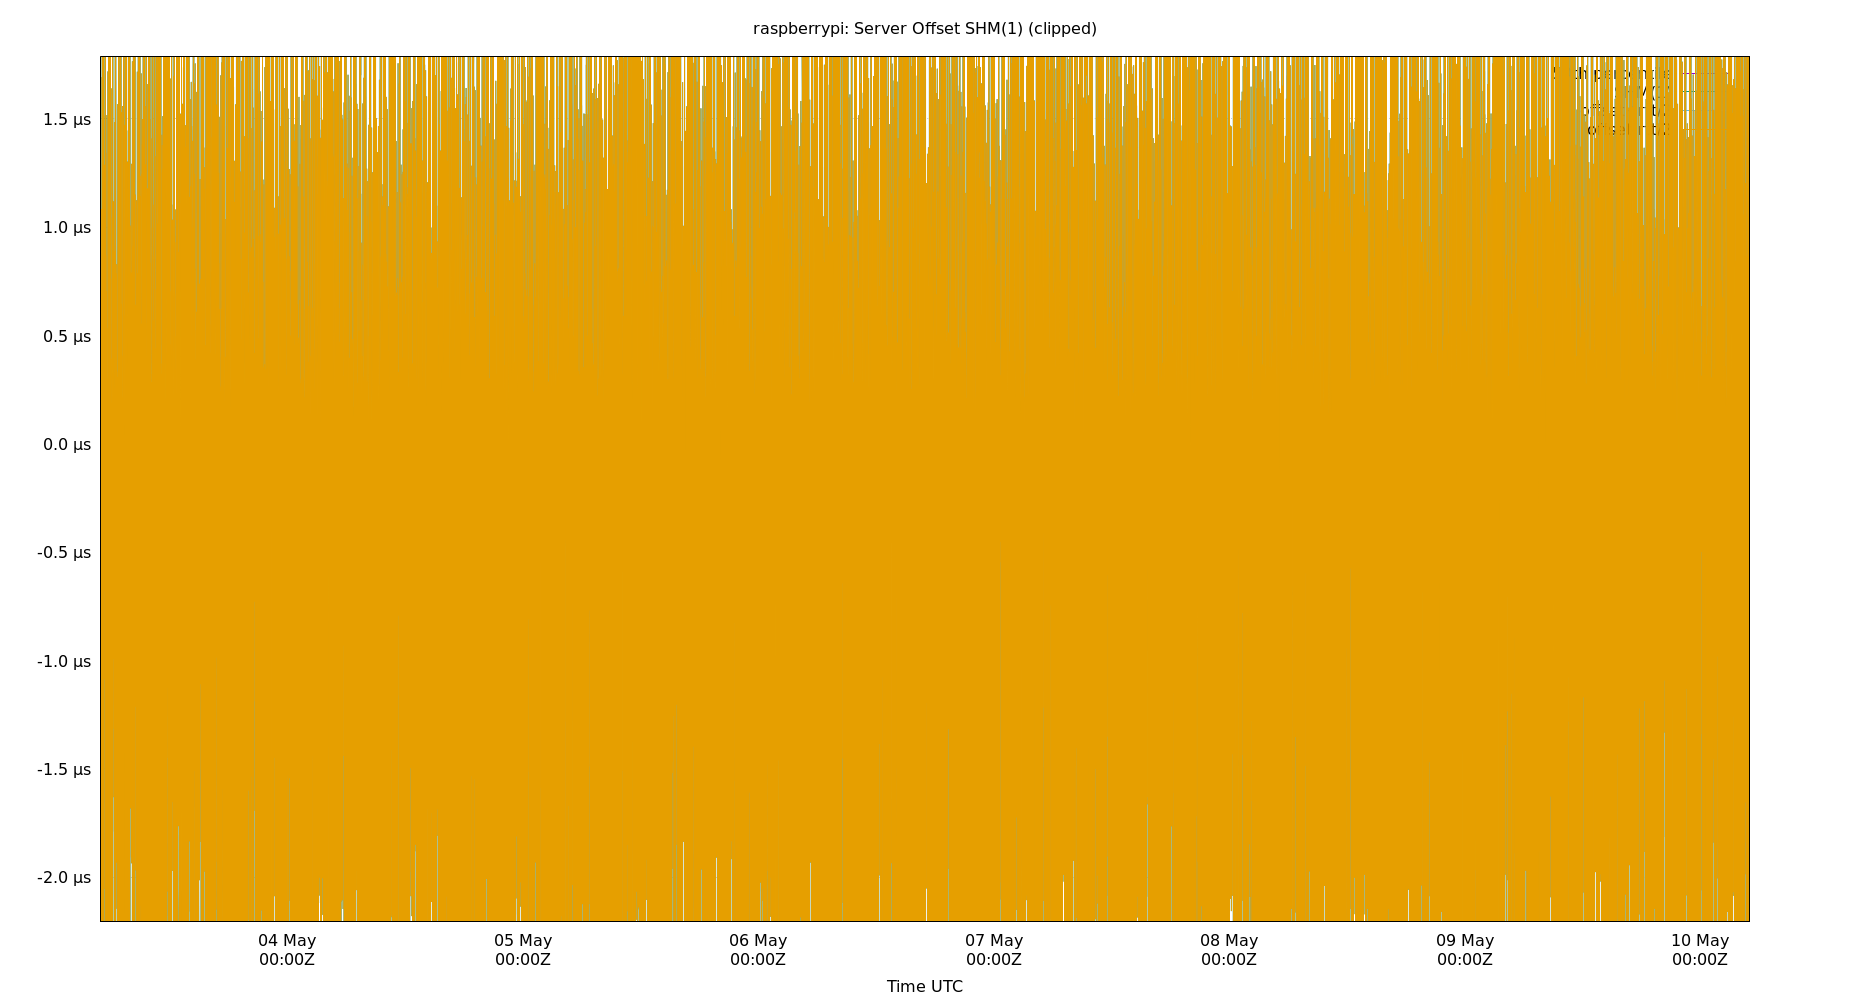 raspberrypi: Server Offset SHM(1) (clipped)
1.5 µs
1.0 µs
0.5 µs
0.0 µs
-0.5 µs
-1.0 µs
-1.5 µs
-2.0 µs
04 May 05 May 06 May 07 May 08 May 09 May 10 May
00:00Z 00:00Z 00:00Z 00:00Z 00:00Z 00:00Z 00:00Z
Time UTC